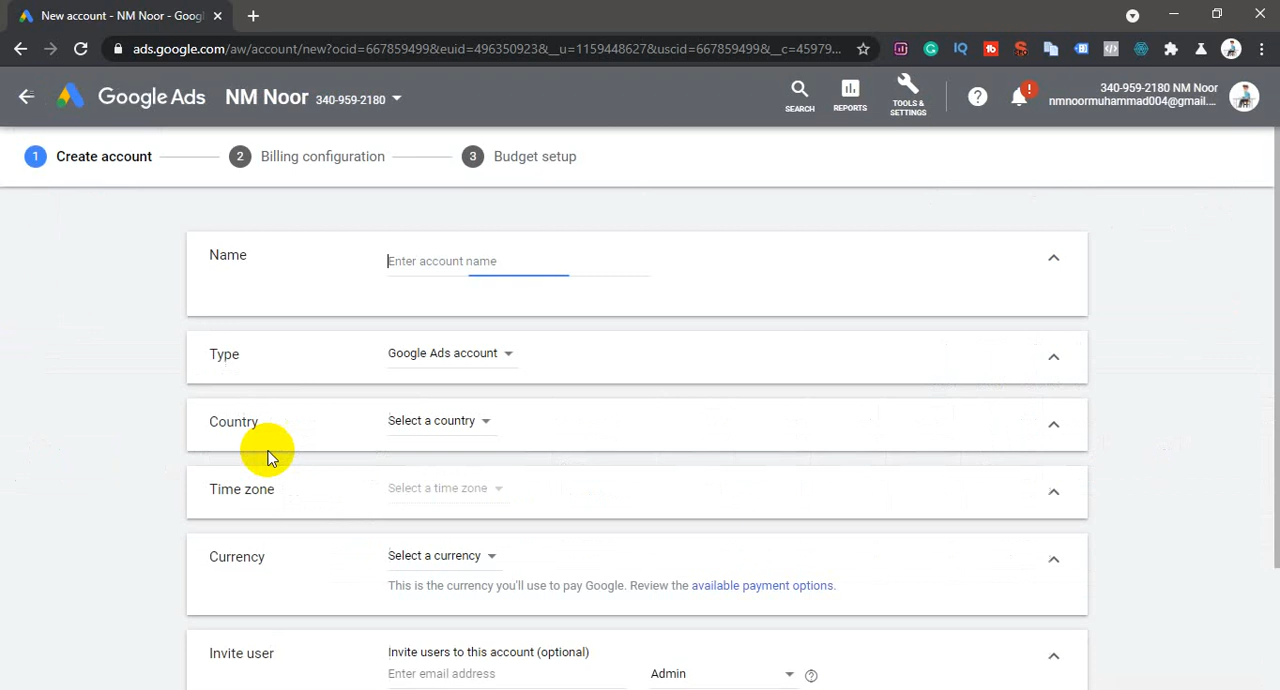 New account - NM Noor - Goog
ads.google.com/aw/account/new?ocid=667859499&euid=496350923&__u=1159448627&uscid=667859499&__c=45979...
Google Ads NM Noor 340-959-2180
SEARCH
REPORTS
TOOLS &
SETTINGS
340-959-2180 NM Noor
nmnoormuhammad004@gmail....
1 Create account
2 Billing configuration
3 Budget setup
Name Enter account name
Type Google Ads account
Country Select a country
Time zone Select a time zone
Currency Select a currency
This is the currency you'll use to pay Google. Review the available payment options.
Invite user Invite users to this account (optional)
Enter email address Admin